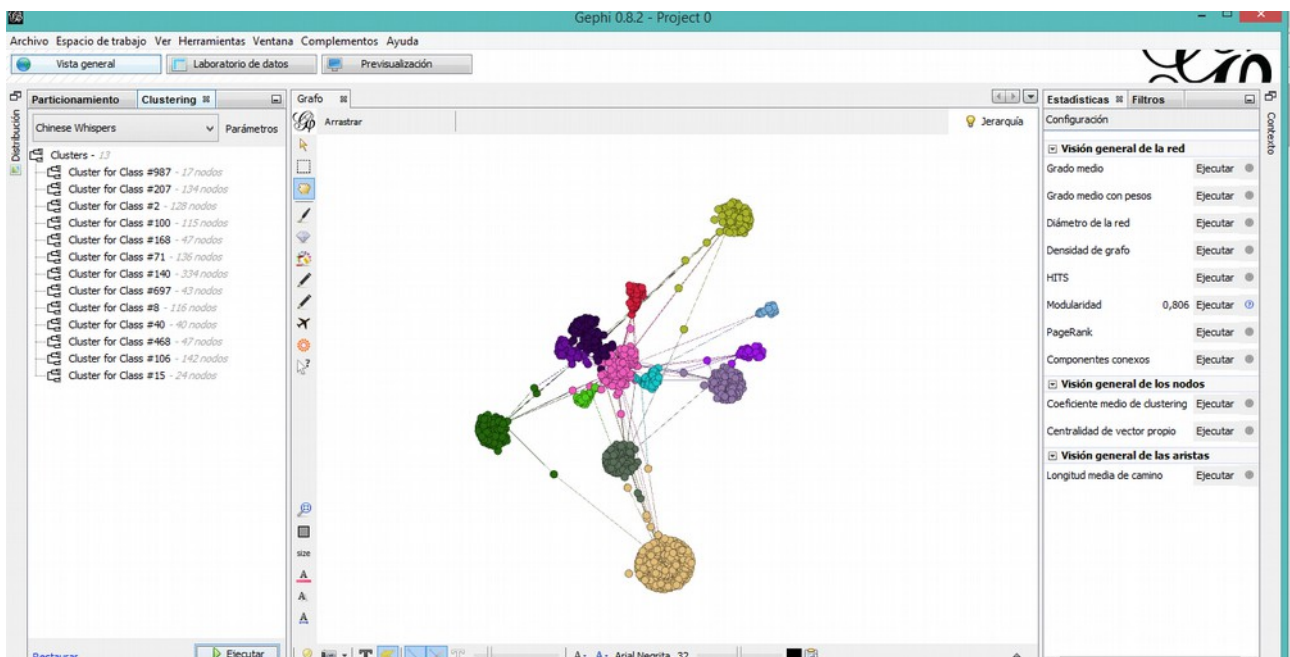 Gephi 0.8.2 - Project 0
Archivo Espacio de trabajo Ver Herramientas Ventana Complementos Ayuda
Vista general Laboratorio de datos Previsualización
Distribución
Particionamiento Clustering
Chinese Whispers Parámetros
Clusters - 13
Cluster for Class #987 - 17 nodos
Cluster for Class #207 - 134 nodos
Cluster for Class #2 - 128 nodos
Cluster for Class #100 - 115 nodos
Cluster for Class #168 - 47 nodos
Cluster for Class #71 - 136 nodos
Cluster for Class #140 - 334 nodos
Cluster for Class #697 - 43 nodos
Cluster for Class #8 - 116 nodos
Cluster for Class #40 - 40 nodos
Cluster for Class #468 - 47 nodos
Cluster for Class #106 - 142 nodos
Cluster for Class #15 - 24 nodos
Restaurar Ejecutar
Grafo
Arrastrar Jerarquía
size
A
A
A
T A- A- Arial Negrita, 32
Estadísticas Filtros
Configuración
Visión general de la red
Grado medio Ejecutar
Grado medio con pesos Ejecutar
Diámetro de la red Ejecutar
Densidad de grafo Ejecutar
HITS Ejecutar
Modularidad 0,806 Ejecutar
PageRank Ejecutar
Componentes conexos Ejecutar
Visión general de los nodos
Coeficiente medio de clustering Ejecutar
Centralidad de vector propio Ejecutar
Visión general de las aristas
Longitud media de camino Ejecutar
Contexto